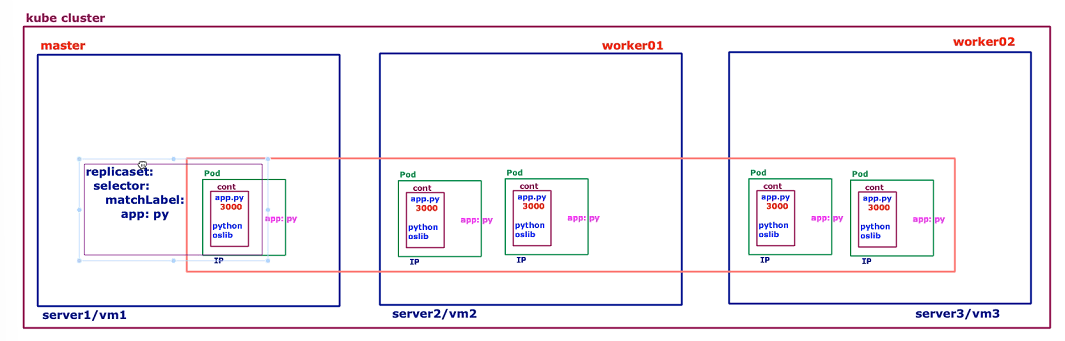 kube cluster
master
worker01
worker02
replicaset:
selector:
matchLabel:
app: py
Pod
cont
app.py
3000
python
oslib
app: py
IP
Pod
cont
app.py
3000
python
oslib
app: py
IP
Pod
cont
app.py
3000
python
oslib
app: py
IP
Pod
cont
app.py
3000
python
oslib
app: py
IP
Pod
cont
app.py
3000
python
oslib
app: py
IP
server1/vm1
server2/vm2
server3/vm3